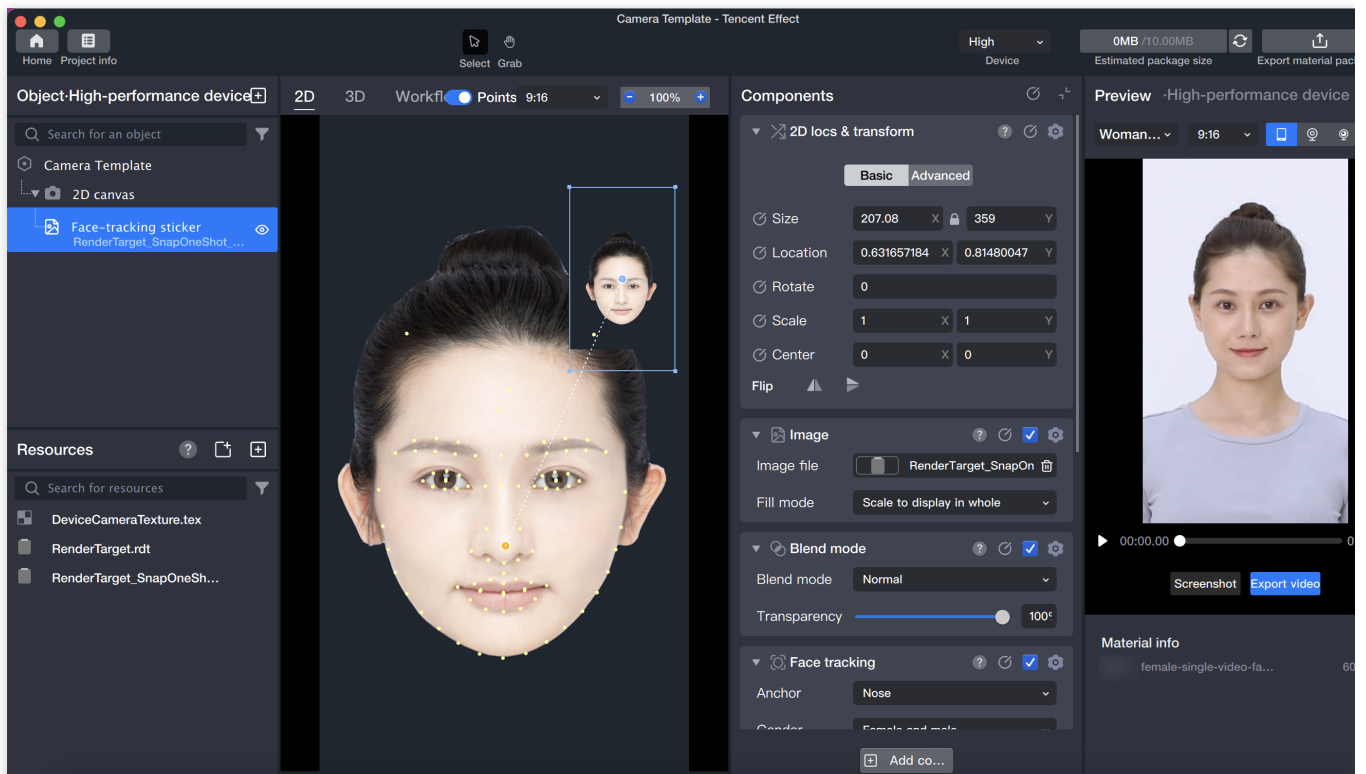 Camera Template - Tencent Effect
Home
Project info
Select
Grab
High
Device
0MB /10.00MB
Estimated package size
Export material pac
Object·High-performance device
Search for an object
Camera Template
2D canvas
Face-tracking sticker
RenderTarget_SnapOneShot_...
Resources
Search for resources
DeviceCameraTexture.tex
RenderTarget.rdt
RenderTarget_SnapOneSh...
2D
3D
Workfl
Points
9:16
100%
Components
2D locs & transform
Basic
Advanced
Size
207.08 X
359 Y
Location
0.631657184 X
0.81480047 Y
Rotate
0
Scale
1 X
1 Y
Center
0 X
0 Y
Flip
Image
Image file
RenderTarget_SnapOn
Fill mode
Scale to display in whole
Blend mode
Blend mode
Normal
Transparency
100%
Face tracking
Anchor
Nose
Gender
Female and male
Add co...
Preview ·High-performance device
Woman...
9:16
00:00.00
0
Screenshot
Export video
Material info
female-single-video-fa...
60